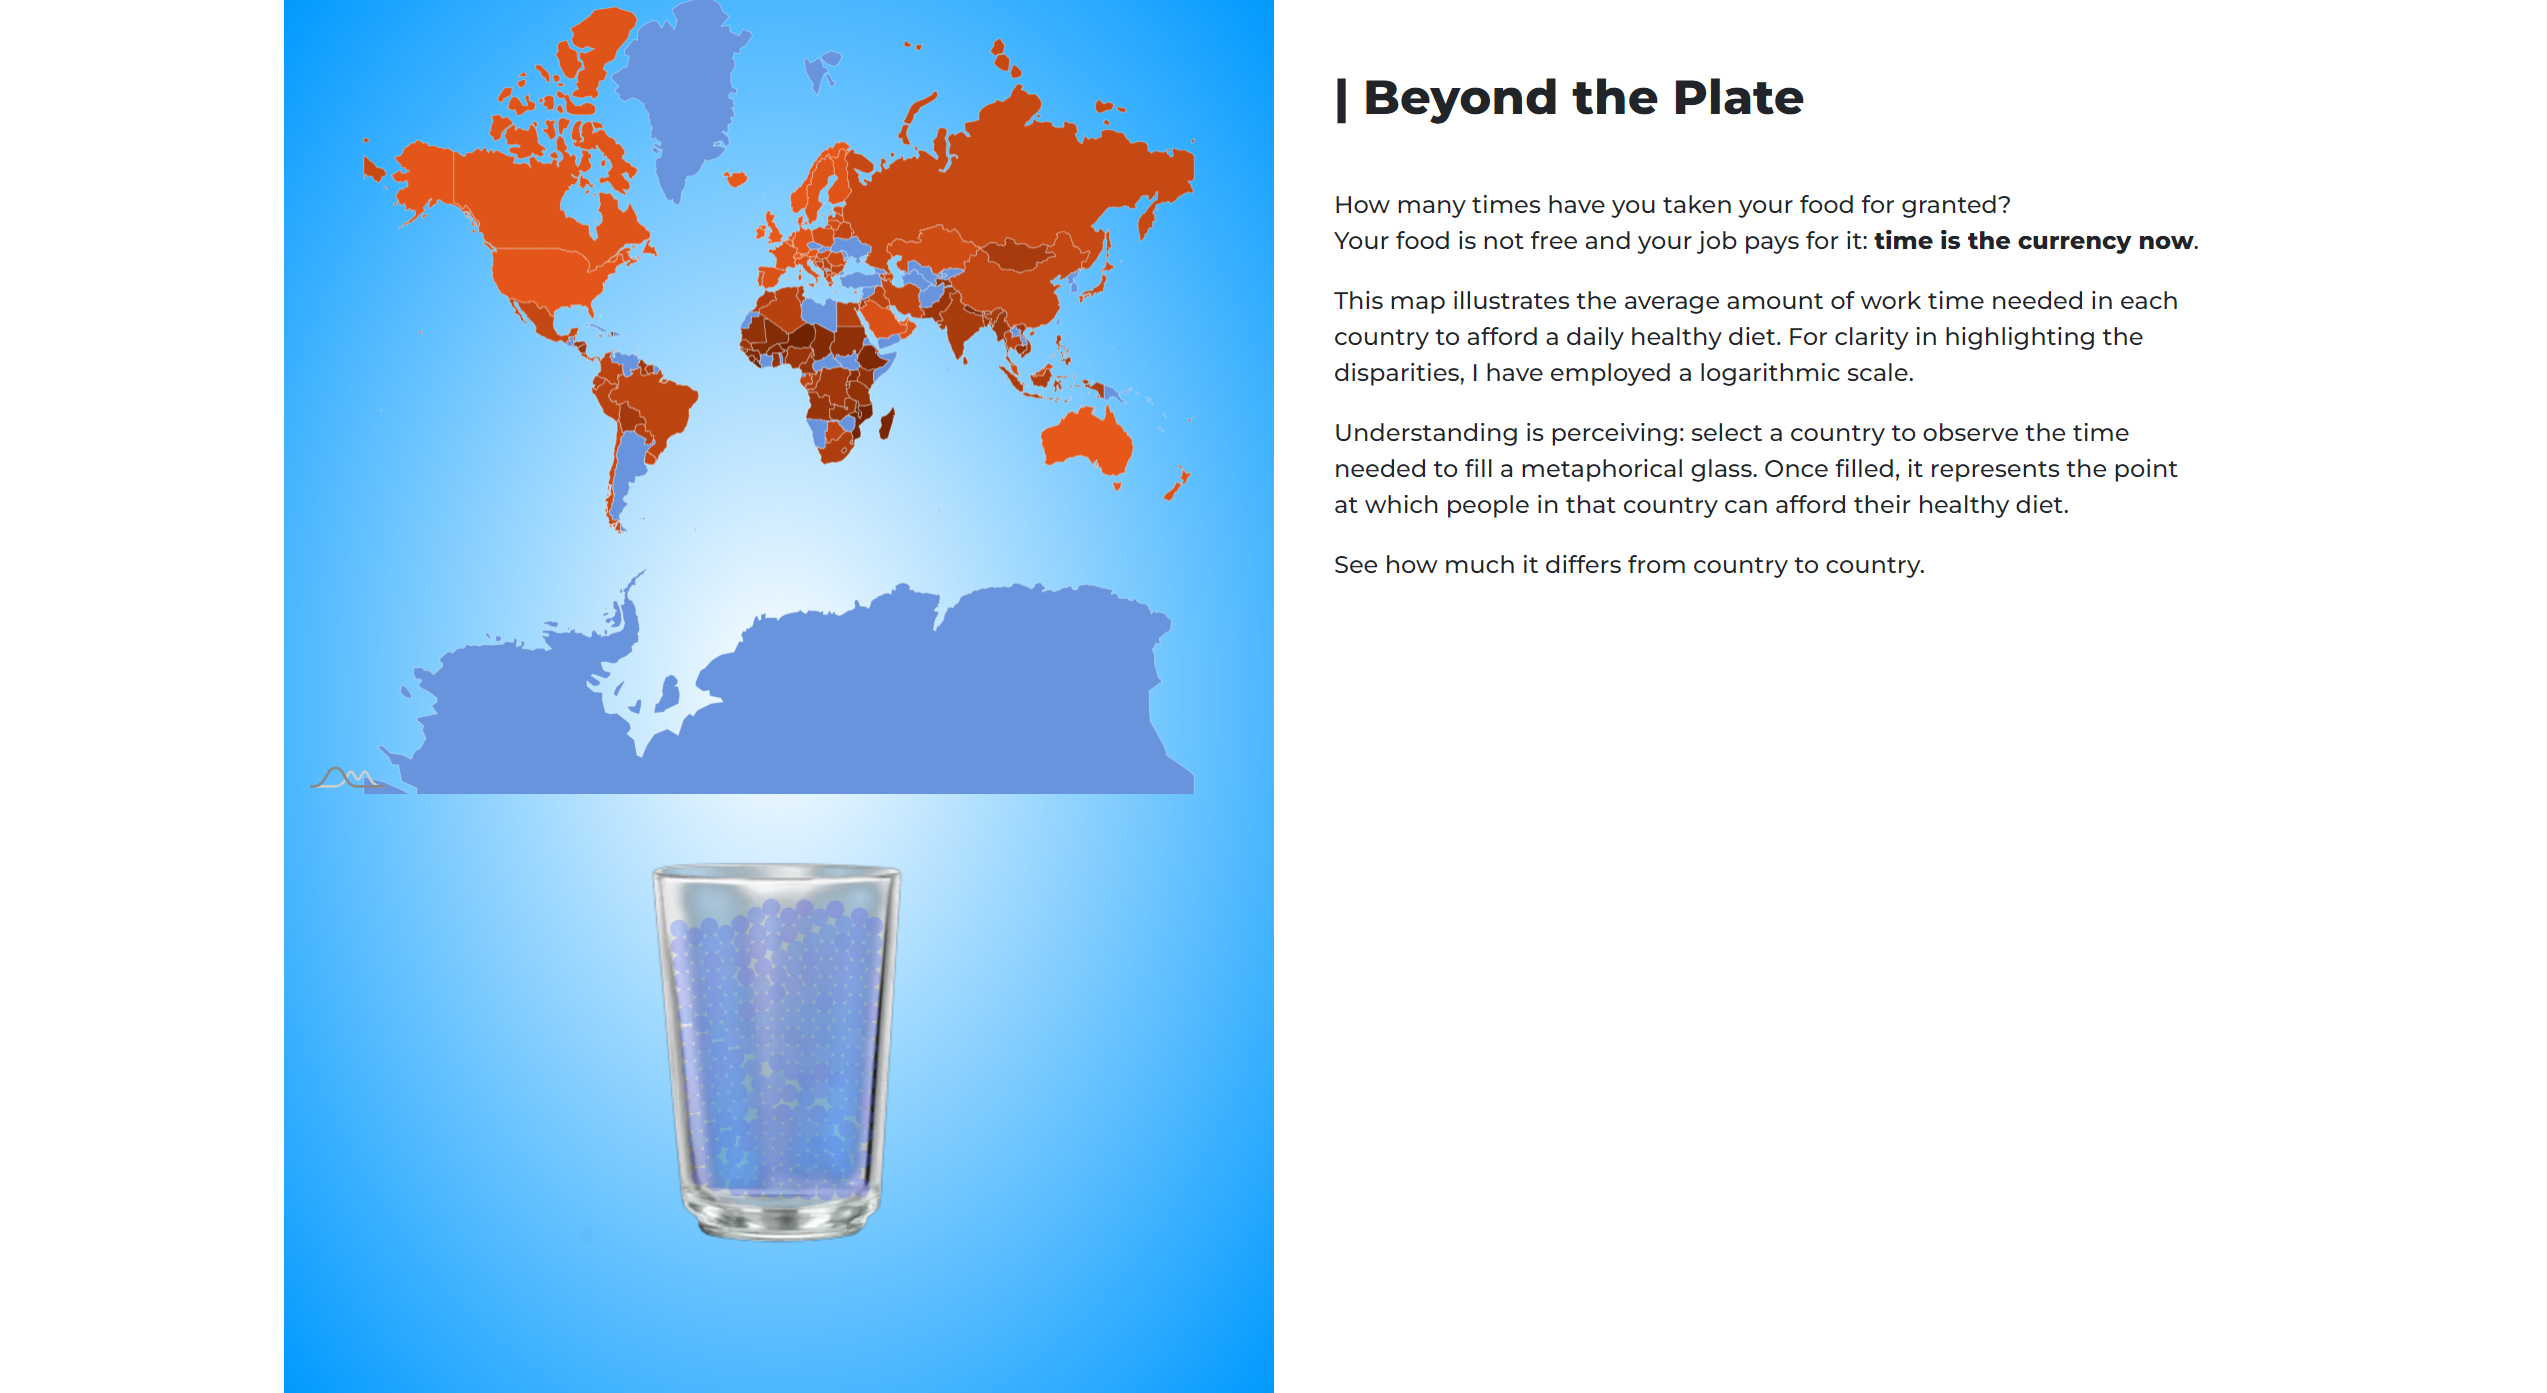 | Beyond the Plate
How many times have you taken your food for granted?
Your food is not free and your job pays for it: time is the currency now.
This map illustrates the average amount of work time needed in each
country to afford a daily healthy diet. For clarity in highlighting the
disparities, I have employed a logarithmic scale.
Understanding is perceiving: select a country to observe the time
needed to fill a metaphorical glass. Once filled, it represents the point
at which people in that country can afford their healthy diet.
See how much it differs from country to country.